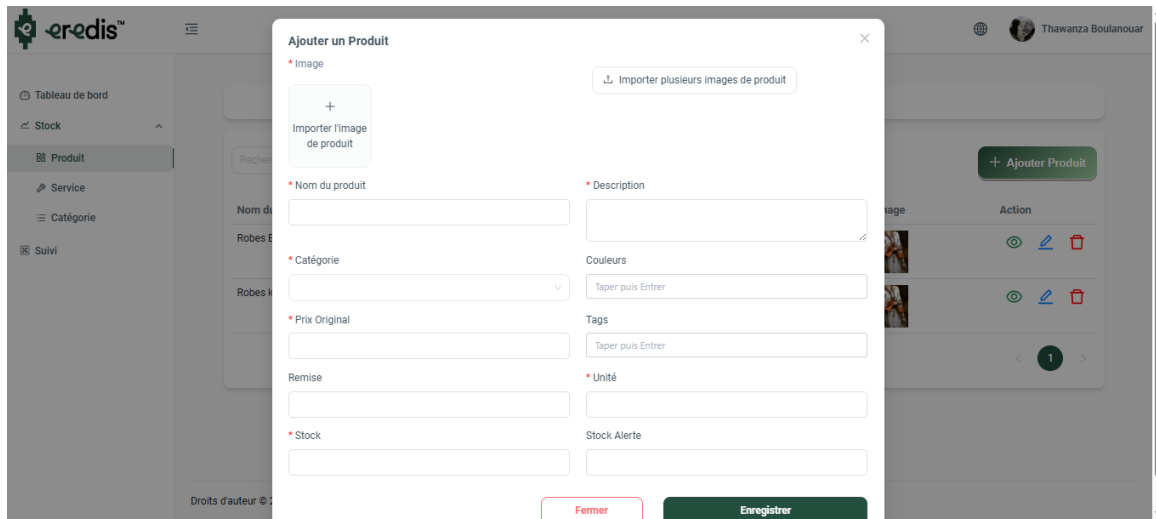 eredis™
Thawanza Boulanouar
Tableau de bord
Stock
Produit
Service
Catégorie
Suivi
Ajouter un Produit
* Image
Importer plusieurs images de produit
+
Importer l'image
de produit
* Nom du produit
* Description
* Catégorie
Couleurs
Taper puis Entrer
* Prix Original
Tags
Taper puis Entrer
Remise
* Unité
* Stock
Stock Alerte
Fermer
Enregistrer
+ Ajouter Produit
Action
Robes
Robes
1
Droits d'auteur ©